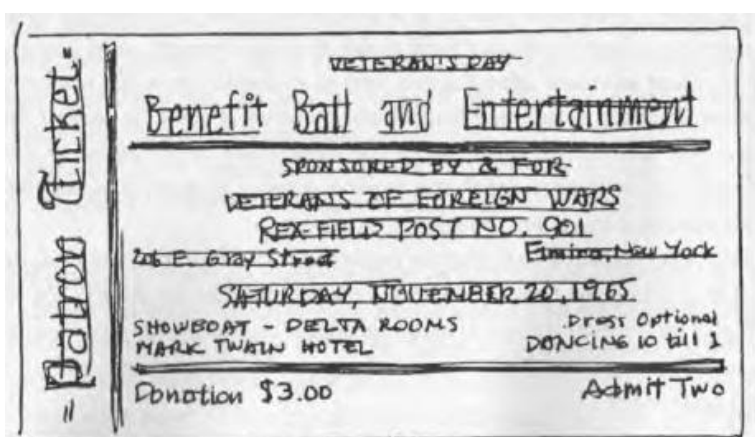 = Patron Ticket =
VETERAN'S DAY
Benefit Ball and Entertainment
SPONSORED BY & FOR
VETERANS OF FOREIGN WARS
REX-FIELD POST NO. 901
206 E. Gray Street Elmira, New York
SATURDAY, NOVEMBER 20, 1965
SHOWBOAT - DELTA ROOMS Dress Optional
MARK TWAIN HOTEL DANCING 10 till 1
Donation $3.00 Admit Two